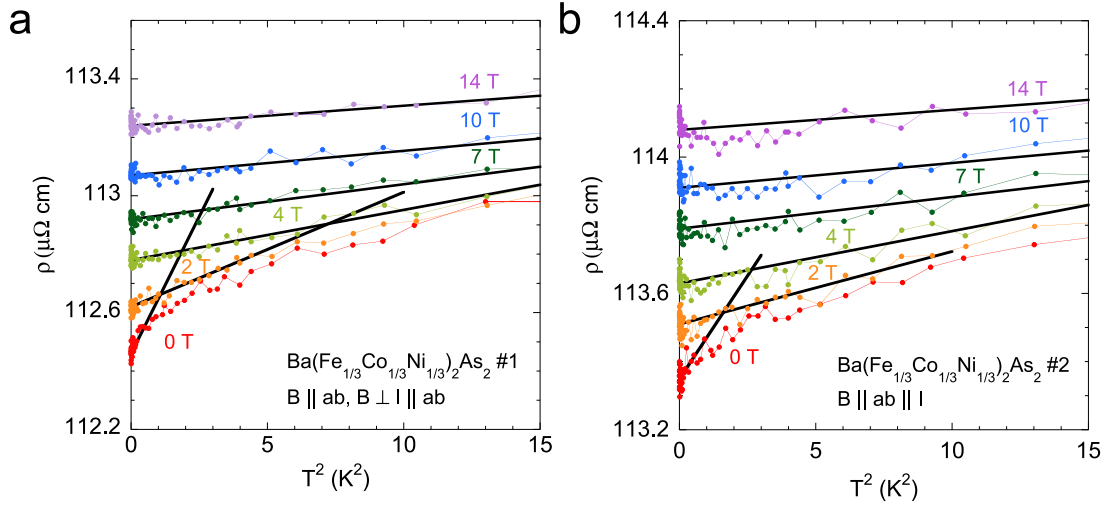 a
ρ (μΩ cm)
113.4
113
112.6
112.2
14 T
10 T
7 T
4 T
2 T
0 T
Ba(Fe1/3Co1/3Ni1/3)2As2 #1
B || ab, B ⊥ I || ab
0 5 10 15
T2 (K2)
b
ρ (μΩ cm)
114.4
114
113.6
113.2
14 T
10 T
7 T
4 T
2 T
0 T
Ba(Fe1/3Co1/3Ni1/3)2As2 #2
B || ab || I
0 5 10 15
T2 (K2)